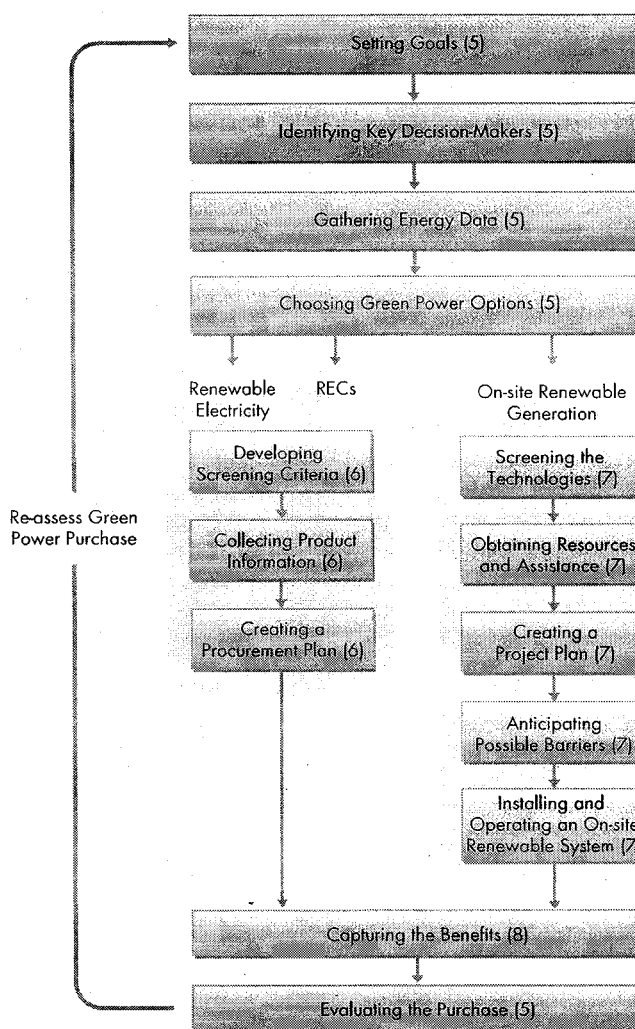 Setting Goals (5)
Identifying Key Decision-Makers (5)
Gathering Energy Data (5)
Choosing Green Power Options (5)
Renewable
Electricity
RECs
On-site Renewable
Generation
Developing
Screening Criteria (6)
Collecting Product
Information (6)
Creating a
Procurement Plan (6)
Screening the
Technologies (7)
Obtaining Resources
and Assistance (7)
Creating a
Project Plan (7)
Anticipating
Possible Barriers (7)
Installing and
Operating an On-site
Renewable System (7
Re-assess Green
Power Purchase
Capturing the Benefits (8)
Evaluating the Purchase (5)